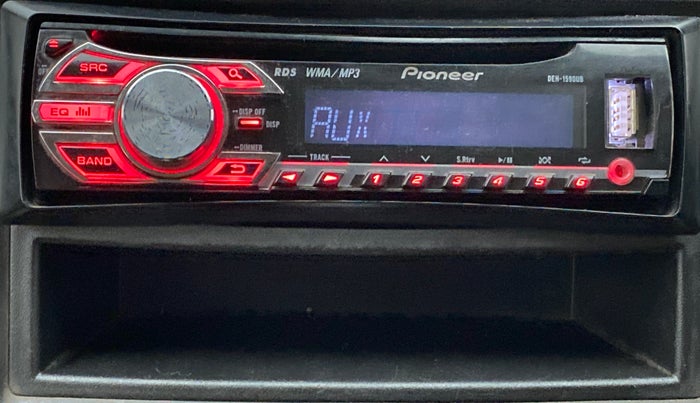 SRC
RDS WMA/MP3 Pioneer DEH-1590UB
EQ
DISP OFF
DISP
AUX
BAND
DIMMER
TRACK S.Rtrv
1 2 3 4 5 6